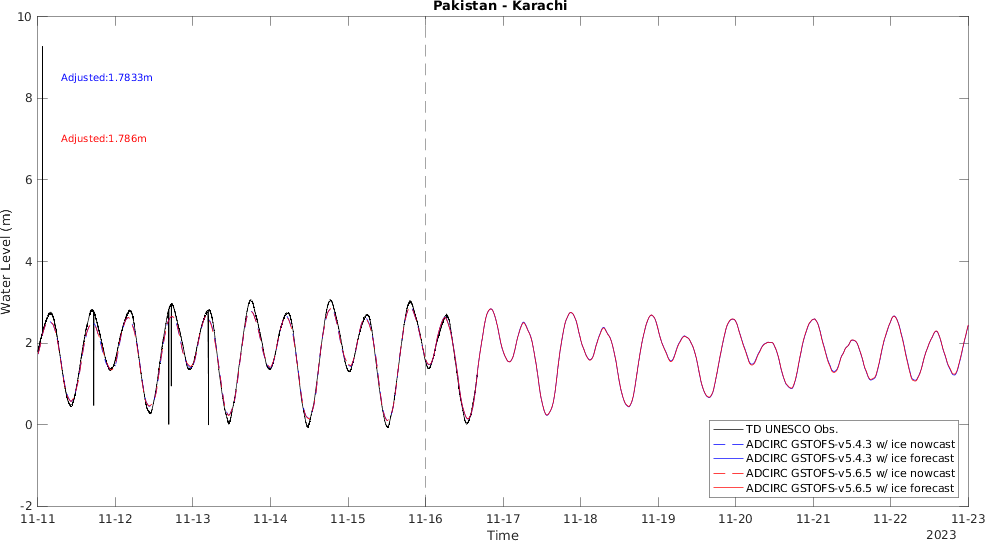 Pakistan - Karachi
10
8
6
4
2
0
-2
Water Level (m)
Adjusted:1.7833m
Adjusted:1.786m
TD UNESCO Obs.
ADCIRC GSTOFS-v5.4.3 w/ ice nowcast
ADCIRC GSTOFS-v5.4.3 w/ ice forecast
ADCIRC GSTOFS-v5.6.5 w/ ice nowcast
ADCIRC GSTOFS-v5.6.5 w/ ice forecast
11-11 11-12 11-13 11-14 11-15 11-16 11-17 11-18 11-19 11-20 11-21 11-22 11-23
Time
2023